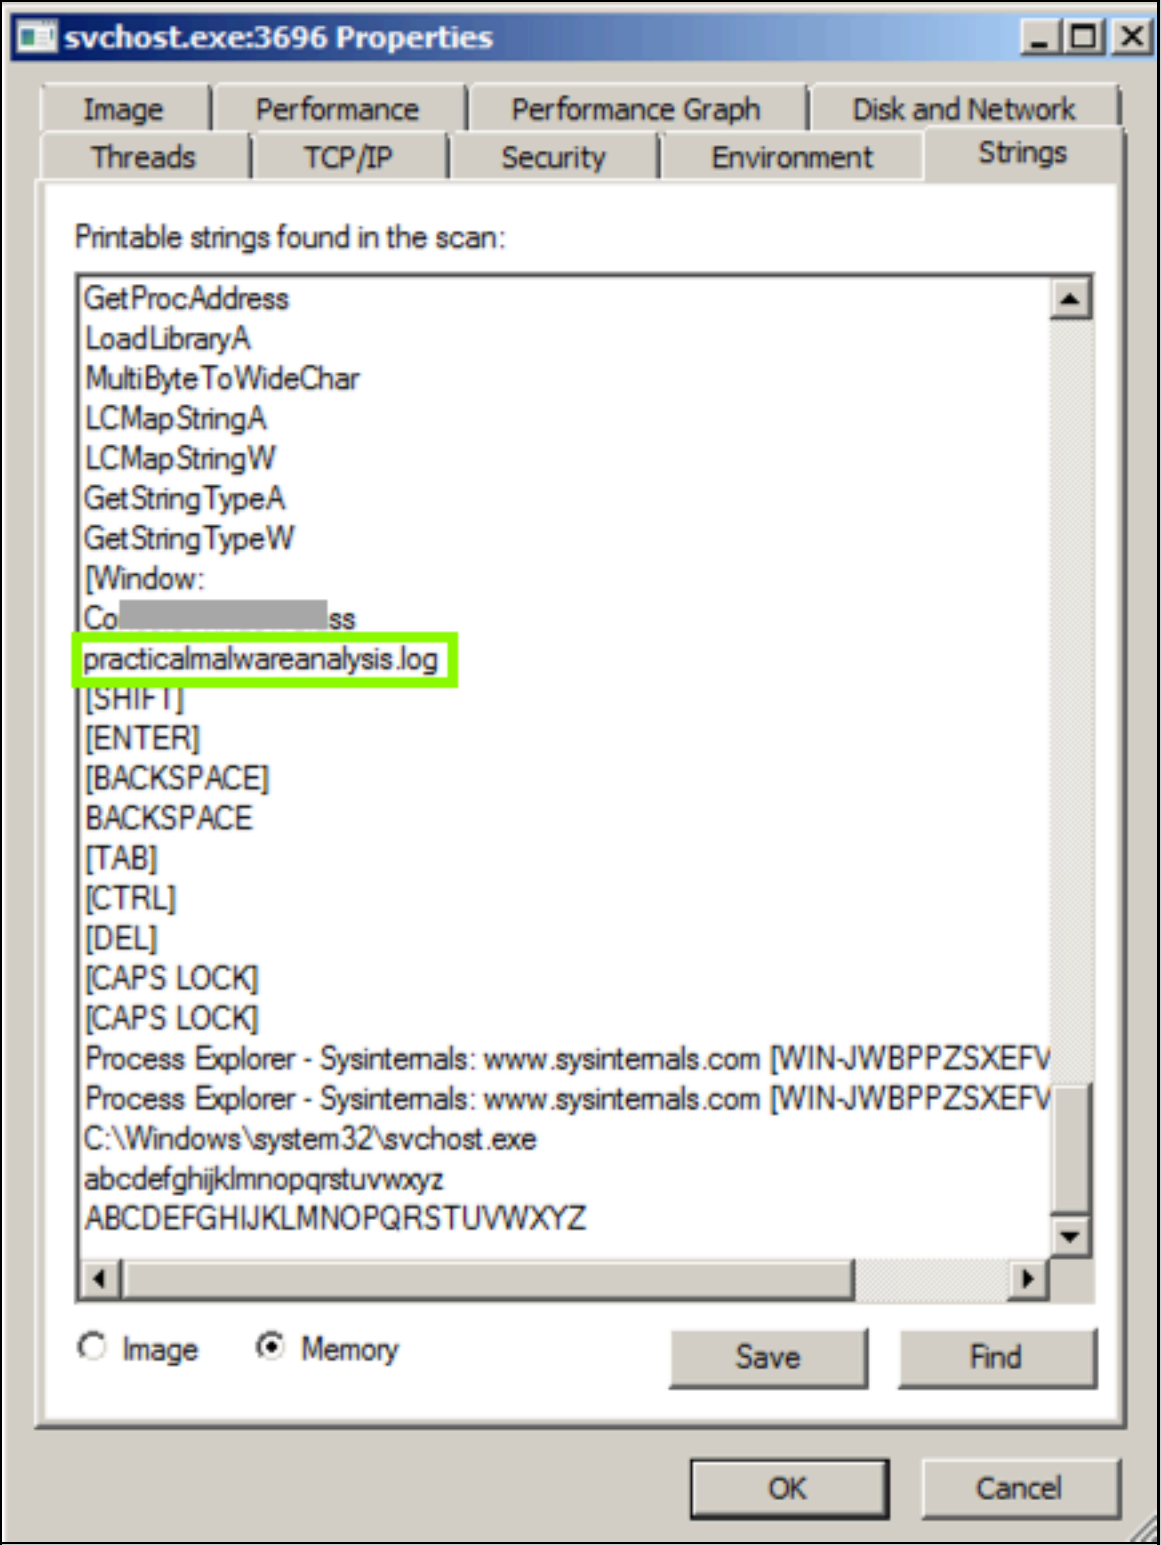 svchost.exe:3696 Properties
Image Performance Performance Graph Disk and Network
Threads TCP/IP Security Environment Strings
Printable strings found in the scan:
GetProcAddress
LoadLibraryA
MultiByteToWideChar
LCMapStringA
LCMapStringW
GetStringTypeA
GetStringTypeW
[Window:
Co ss
practicalmalwareanalysis.log
[SHIFT]
[ENTER]
[BACKSPACE]
BACKSPACE
[TAB]
[CTRL]
[DEL]
[CAPS LOCK]
[CAPS LOCK]
Process Explorer - Sysinternals: www.sysinternals.com [WIN-JWBPPZSXEFV
Process Explorer - Sysinternals: www.sysinternals.com [WIN-JWBPPZSXEFV
C:\Windows\system32\svchost.exe
abcdefghijklmnopqrstuvwxyz
ABCDEFGHIJKLMNOPQRSTUVWXYZ
Image Memory Save Find
OK Cancel